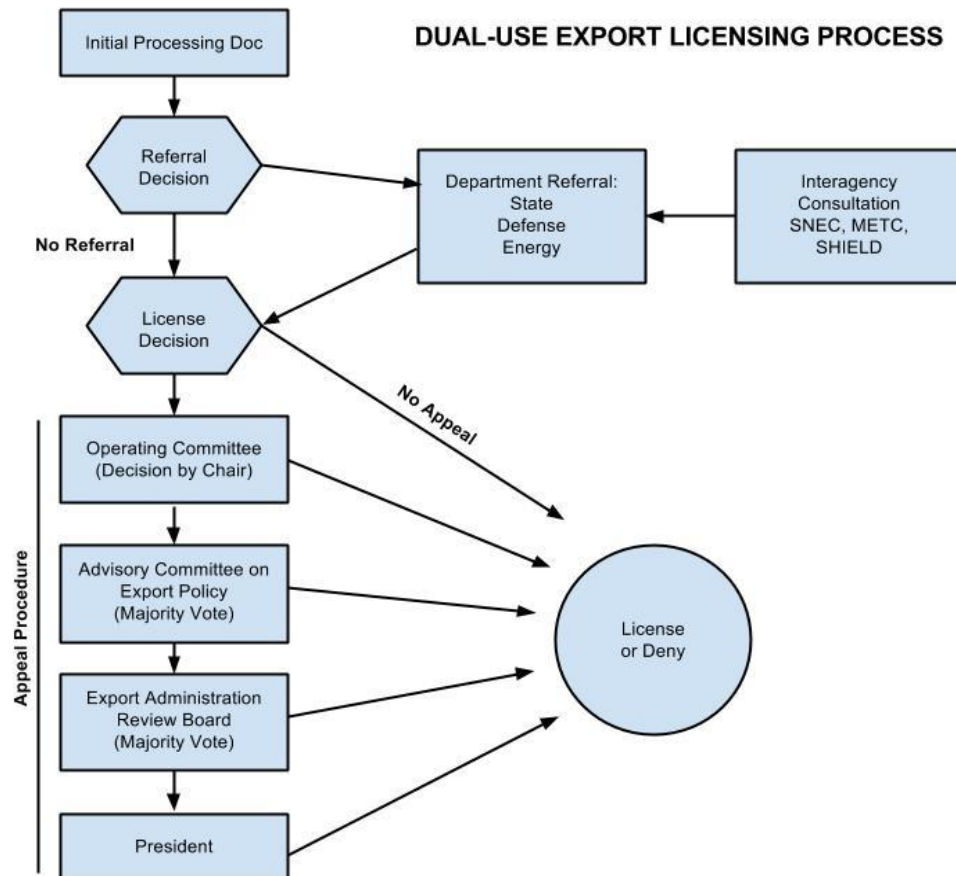 Initial Processing Doc
DUAL-USE EXPORT LICENSING PROCESS
Referral
Decision
Department Referral:
State
Defense
Energy
Interagency
Consultation
SNEC, METC,
SHIELD
No Referral
License
Decision
No Appeal
Operating Committee
(Decision by Chair)
Appeal Procedure
Advisory Committee on
Export Policy
(Majority Vote)
License
or Deny
Export Administration
Review Board
(Majority Vote)
President